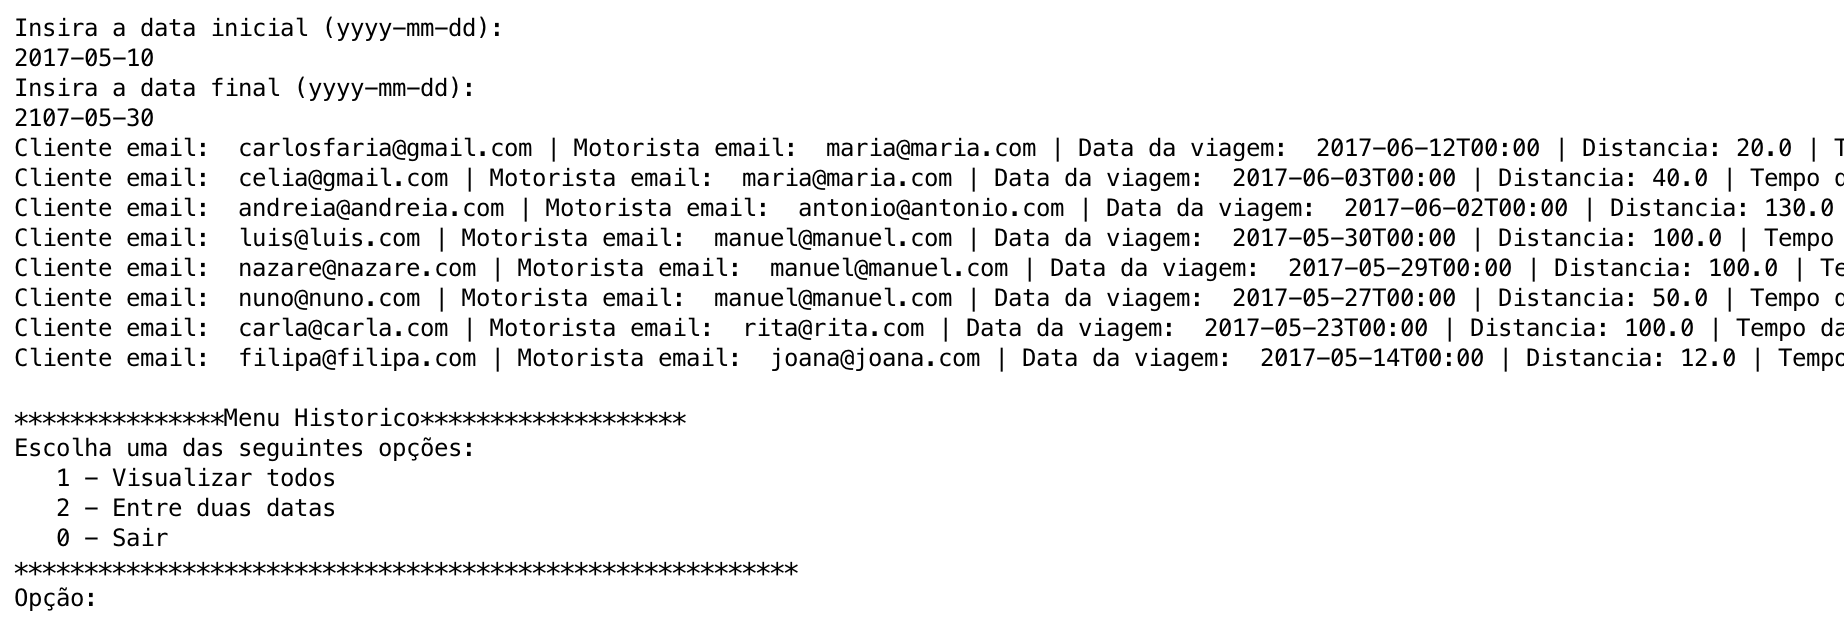 Insira a data inicial (yyyy-mm-dd):
2017-05-10
Insira a data final (yyyy-mm-dd):
2107-05-30
Cliente email:  carlosfaria@gmail.com | Motorista email:  maria@maria.com | Data da viagem:  2017-06-12T00:00 | Distancia: 20.0 |
Cliente email:  celia@gmail.com | Motorista email:  maria@maria.com | Data da viagem:  2017-06-03T00:00 | Distancia: 40.0 | Tempo
Cliente email:  andreia@andreia.com | Motorista email:  antonio@antonio.com | Data da viagem:  2017-06-02T00:00 | Distancia: 130.0
Cliente email:  luis@luis.com | Motorista email:  manuel@manuel.com | Data da viagem:  2017-05-30T00:00 | Distancia: 100.0 | Tempo
Cliente email:  nazare@nazare.com | Motorista email:  manuel@manuel.com | Data da viagem:  2017-05-29T00:00 | Distancia: 100.0 |
Cliente email:  nuno@nuno.com | Motorista email:  manuel@manuel.com | Data da viagem:  2017-05-27T00:00 | Distancia: 50.0 | Tempo
Cliente email:  carla@carla.com | Motorista email:  rita@rita.com | Data da viagem:  2017-05-23T00:00 | Distancia: 100.0 | Tempo da
Cliente email:  filipa@filipa.com | Motorista email:  joana@joana.com | Data da viagem:  2017-05-14T00:00 | Distancia: 12.0 | Tempo
***************Menu Historico*******************
Escolha uma das seguintes opções:
   1 - Visualizar todos
   2 - Entre duas datas
   0 - Sair
********************************************************
Opção: